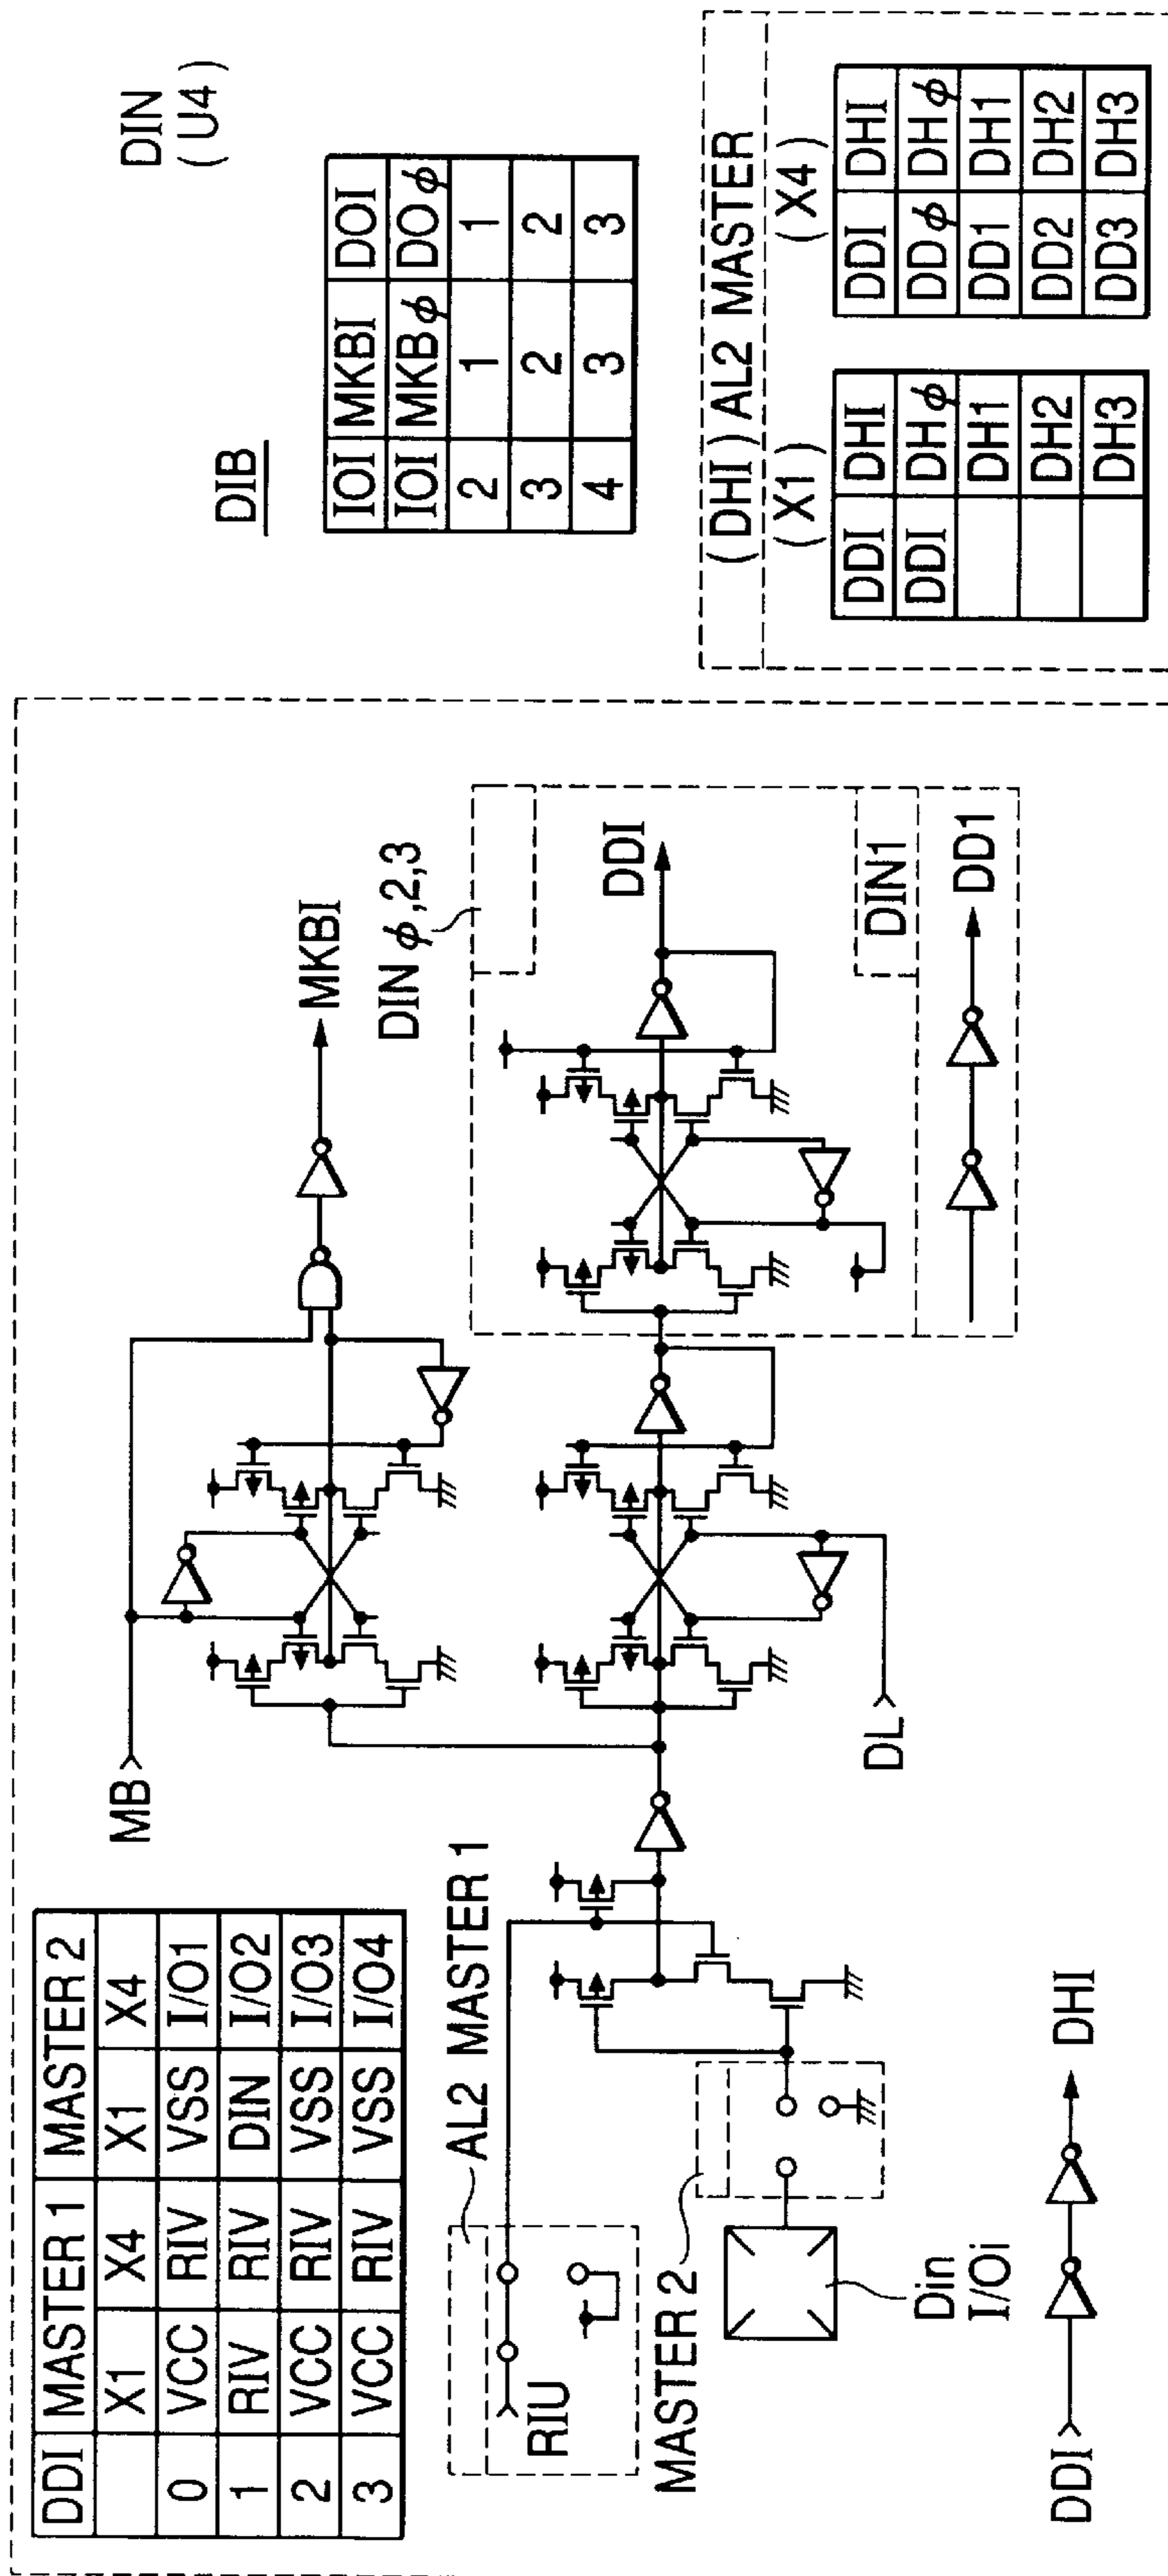 DIN
(U4)
DIB
IOI MKBI DOI
IOI MKBϕ DOϕ
2 1 1
3 2 2
4 3 3
(DHI) AL2 MASTER
(X1) (X4)
DDI DHI
DDI DHϕ
DH1
DH2
DH3
DDI DHI
DDϕ DHϕ
DD1 DH1
DD2 DH2
DD3 DH3
DDI MASTER 1 MASTER 2
X1 X4 X1 X4
0 VCC RIV VSS I/O1
1 RIV RIV DIN I/O2
2 VCC RIV VSS I/O3
3 VCC RIV VSS I/O4
MB
MKBI
AL2 MASTER 1
RIU
MASTER 2
Din
I/Oi
DL
DIN ϕ,2,3
DDI
DIN1
DD1
DDI
DHI